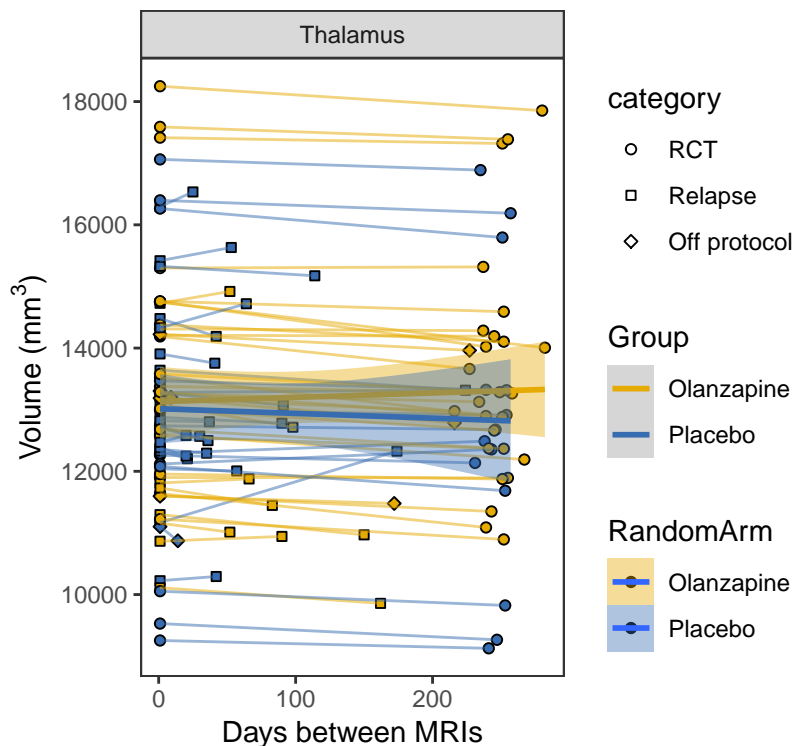 Thalamus
Volume (mm³)
18000
16000
14000
12000
10000
0
100
200
Days between MRIs
category
RCT
Relapse
Off protocol
Group
Olanzapine
Placebo
RandomArm
Olanzapine
Placebo